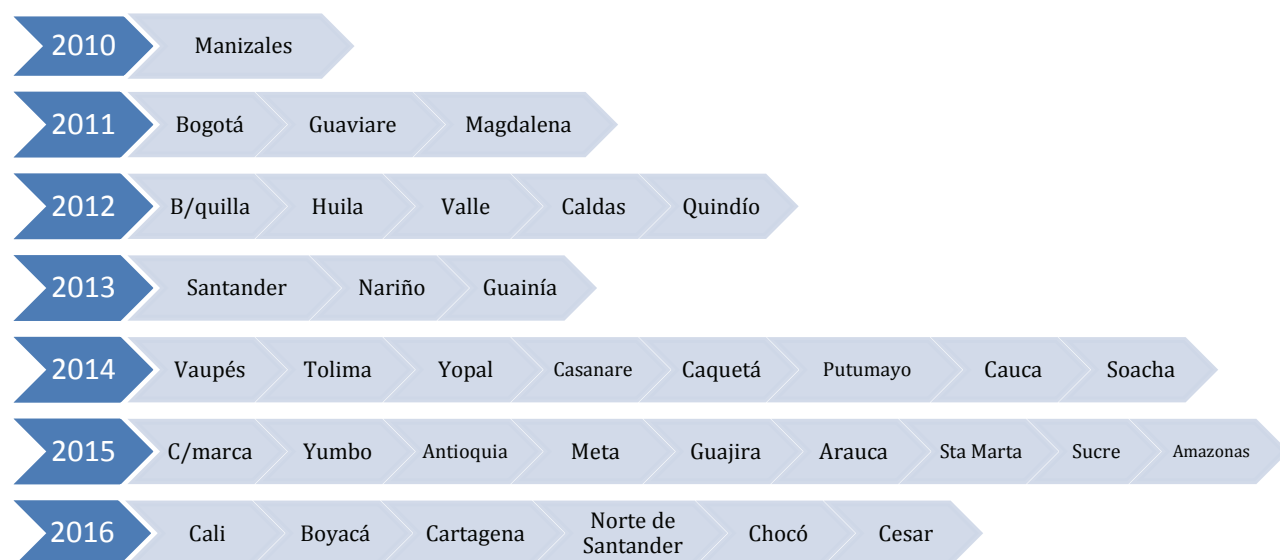 2010 Manizales
2011 Bogotá Guaviare Magdalena
2012 B/quilla Huila Valle Caldas Quindío
2013 Santander Nariño Guainía
2014 Vaupés Tolima Yopal Casanare Caquetá Putumayo Cauca Soacha
2015 C/marca Yumbo Antioquia Meta Guajira Arauca Sta Marta Sucre Amazonas
2016 Cali Boyacá Cartagena Norte de
Santander Chocó Cesar